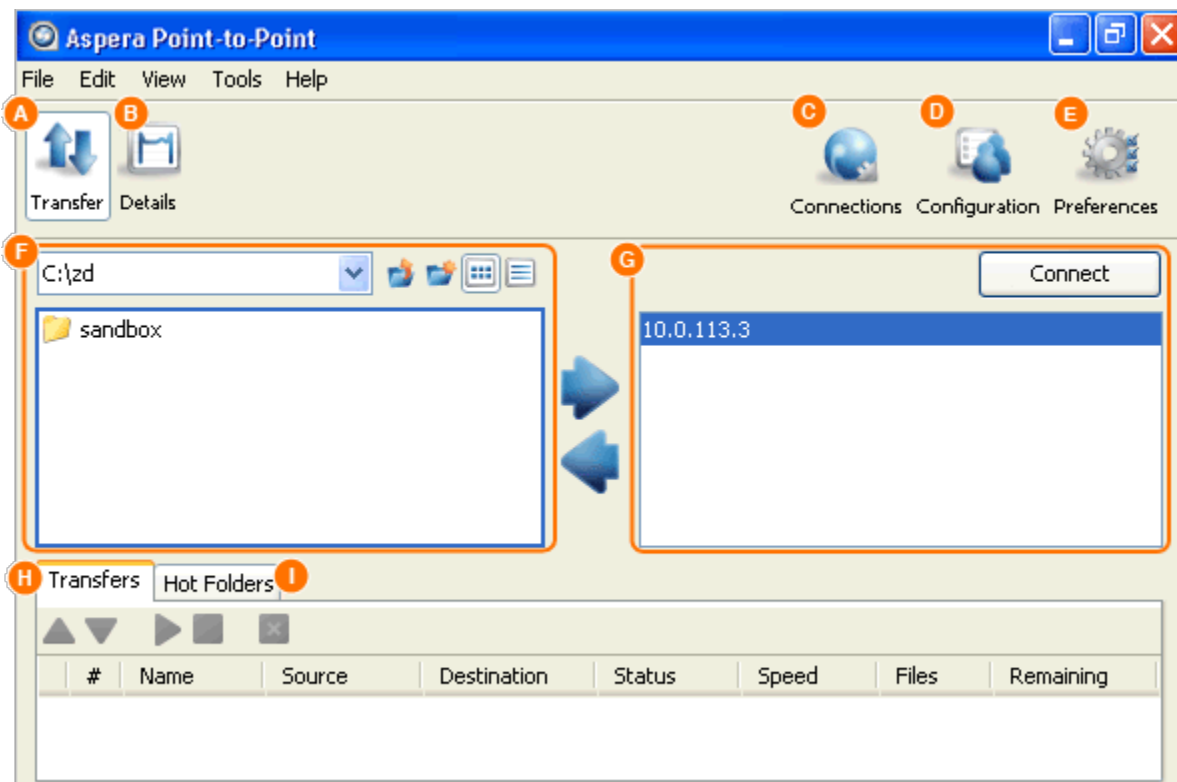 Aspera Point-to-Point
File Edit View Tools Help
A B C D E
Transfer Details Connections Configuration Preferences
F G
C:\zd Connect
sandbox 10.0.113.3
H Transfers Hot Folders I
# Name Source Destination Status Speed Files Remaining